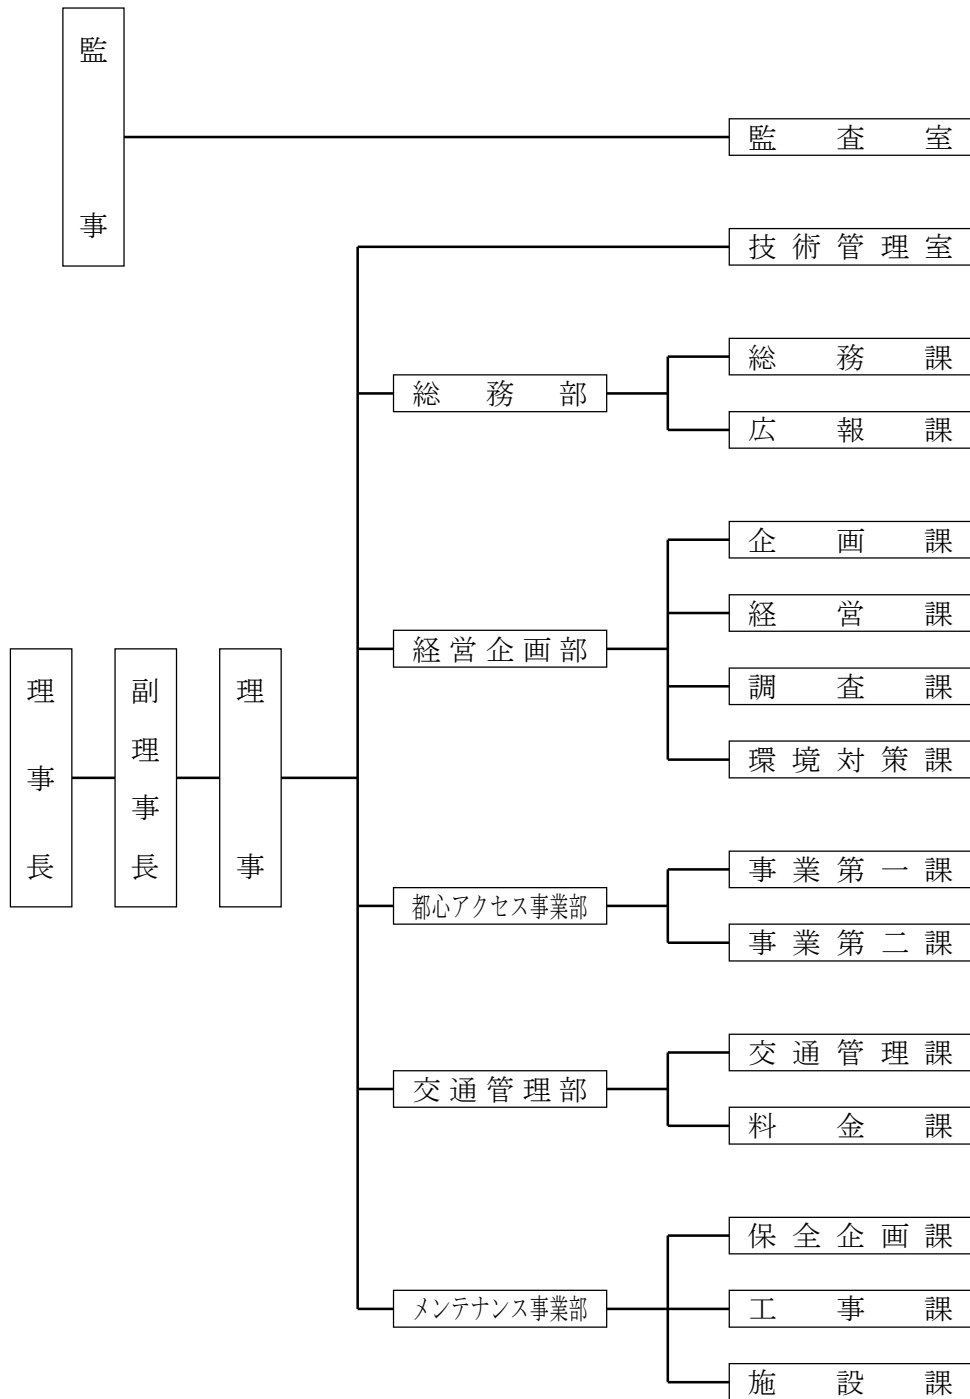 監事
監査室
技術管理室
総務部
総務課
広報課
経営企画部
企画課
経営課
調査課
環境対策課
理事長
副理事長
理事
都心アクセス事業部
事業第一課
事業第二課
交通管理部
交通管理課
料金課
メンテナンス事業部
保全企画課
工事課
施設課